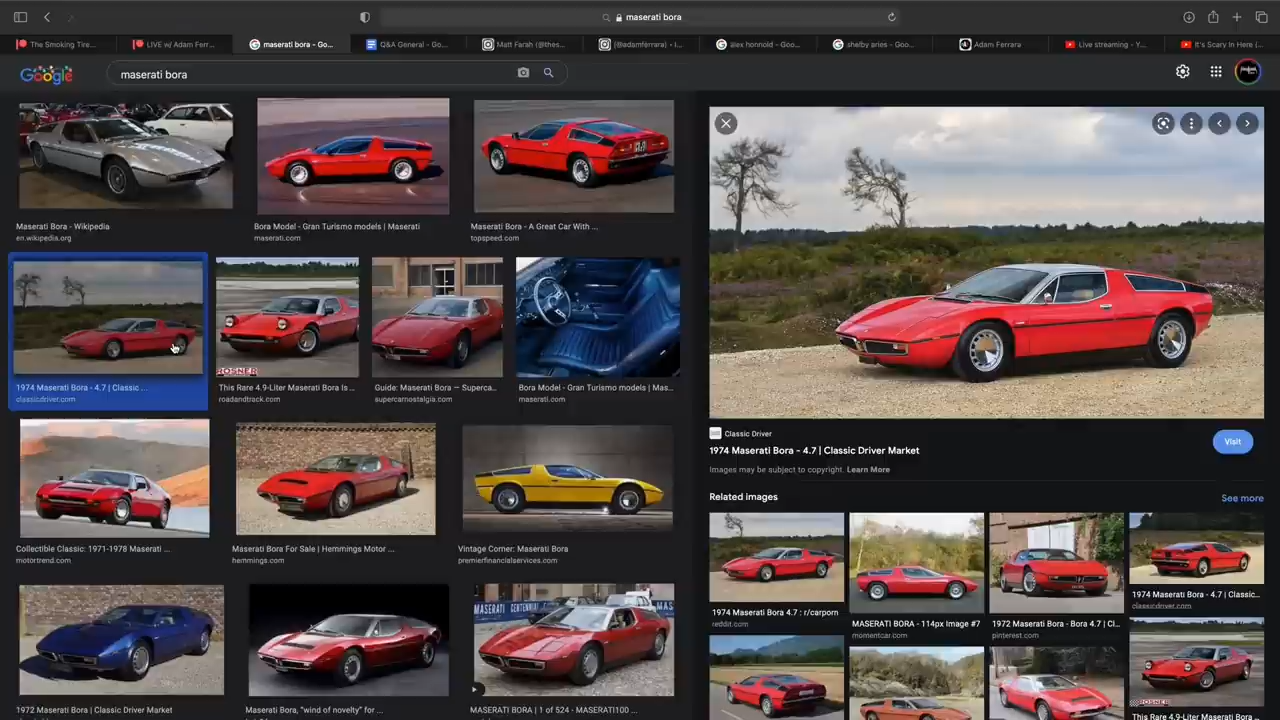 maserati bora
The Smoking Tire...
LIVE w/ Adam Ferr...
maserati bora - Go...
Q&A General - Go...
Matt Farah (@thes...
(@adamferrara) • i...
alex honnold - Goo...
shelby aries - Goo...
Adam Ferrara
Live streaming - Y...
It's Scary In Here (...
Google
maserati bora
Maserati Bora - Wikipedia
en.wikipedia.org
Bora Model - Gran Turismo models | Maserati
maserati.com
Maserati Bora - A Great Car With ...
topspeed.com
1974 Maserati Bora - 4.7 | Classic ...
classicdriver.com
ROSNER
This Rare 4.9-Liter Maserati Bora Is ...
roadandtrack.com
Guide: Maserati Bora — Superca...
supercarnostalgia.com
Bora Model - Gran Turismo models | Mas...
maserati.com
Collectible Classic: 1971-1978 Maserati ...
motortrend.com
Maserati Bora For Sale | Hemmings Motor ...
hemmings.com
Vintage Corner: Maserati Bora
premierfinancialservices.com
1972 Maserati Bora | Classic Driver Market
Maserati Bora, "wind of novelty" for ...
MASERATI CENTENNIAL
MASERATI BORA | 1 of 524 - MASERATI100 ...
Classic Driver
1974 Maserati Bora - 4.7 | Classic Driver Market
Visit
Images may be subject to copyright. Learn More
Related images
See more
1974 Maserati Bora 4.7 : r/carporn
reddit.com
MASERATI BORA - 114px Image #7
momentcar.com
1972 Maserati Bora - Bora 4.7 | Cl...
pinterest.com
1974 Maserati Bora - 4.7 | Classic...
classicdriver.com
ROSNER
This Rare 4.9-Liter Maserati Bora ...